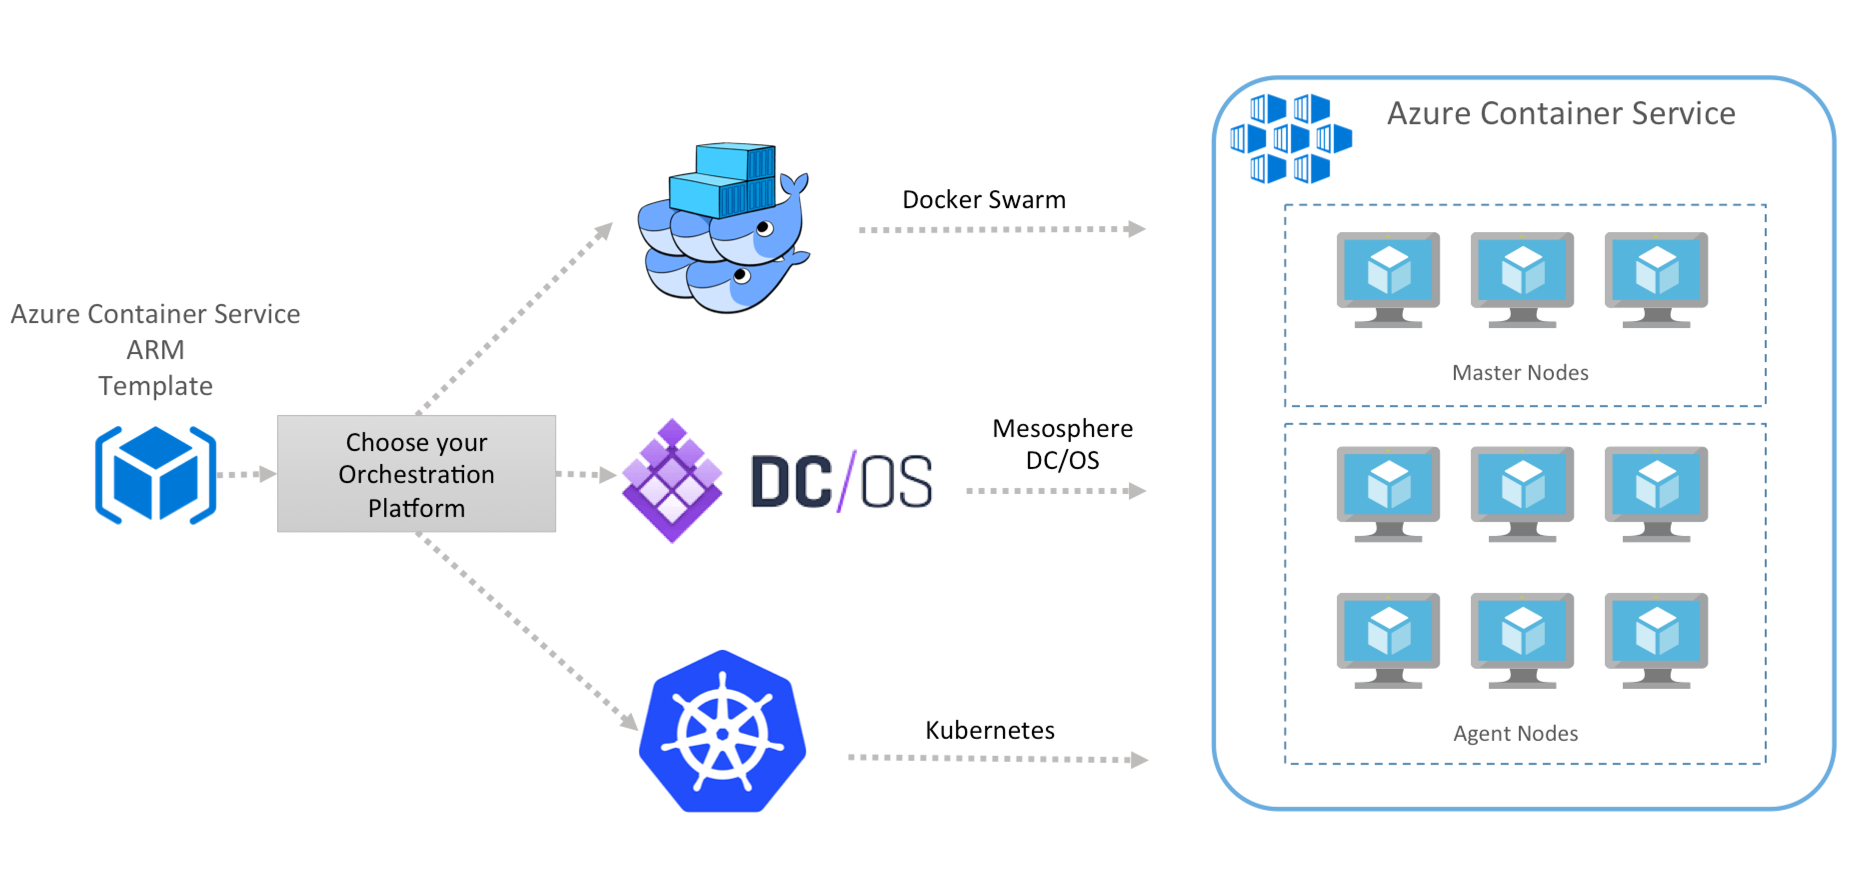 Azure Container Service
ARM
Template
Choose your
Orchestration
Platform
Docker Swarm
DC/OS
Mesosphere
DC/OS
Kubernetes
Azure Container Service
Master Nodes
Agent Nodes